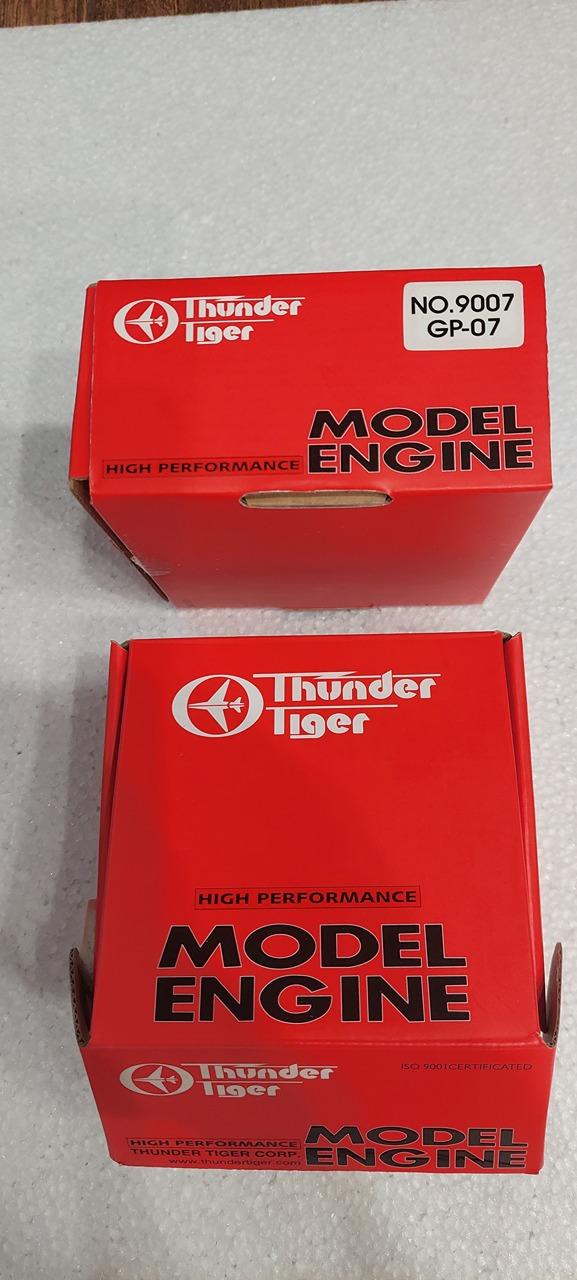 Thunder
Tiger
NO.9007
GP-07
HIGH PERFORMANCE
MODEL
ENGINE
Thunder
Tiger
HIGH PERFORMANCE
MODEL
ENGINE
Thunder
Tiger
ISO 9001CERTIFICATED
HIGH PERFORMANCE
THUNDER TIGER CORP.
www.thundertiger.com
MODEL
ENGINE